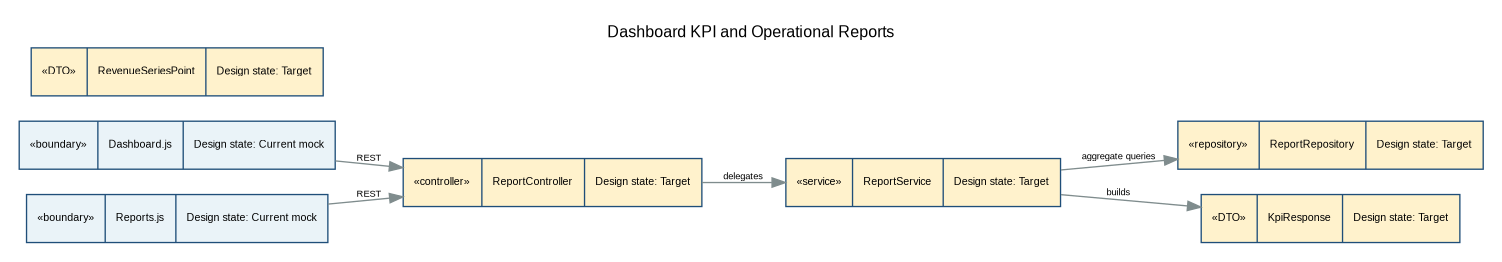 Dashboard KPI and Operational Reports
«DTO» RevenueSeriesPoint Design state: Target
«boundary» Dashboard.js Design state: Current mock
REST
«boundary» Reports.js Design state: Current mock
REST
«controller» ReportController Design state: Target
delegates
«service» ReportService Design state: Target
aggregate queries
«repository» ReportRepository Design state: Target
builds
«DTO» KpiResponse Design state: Target